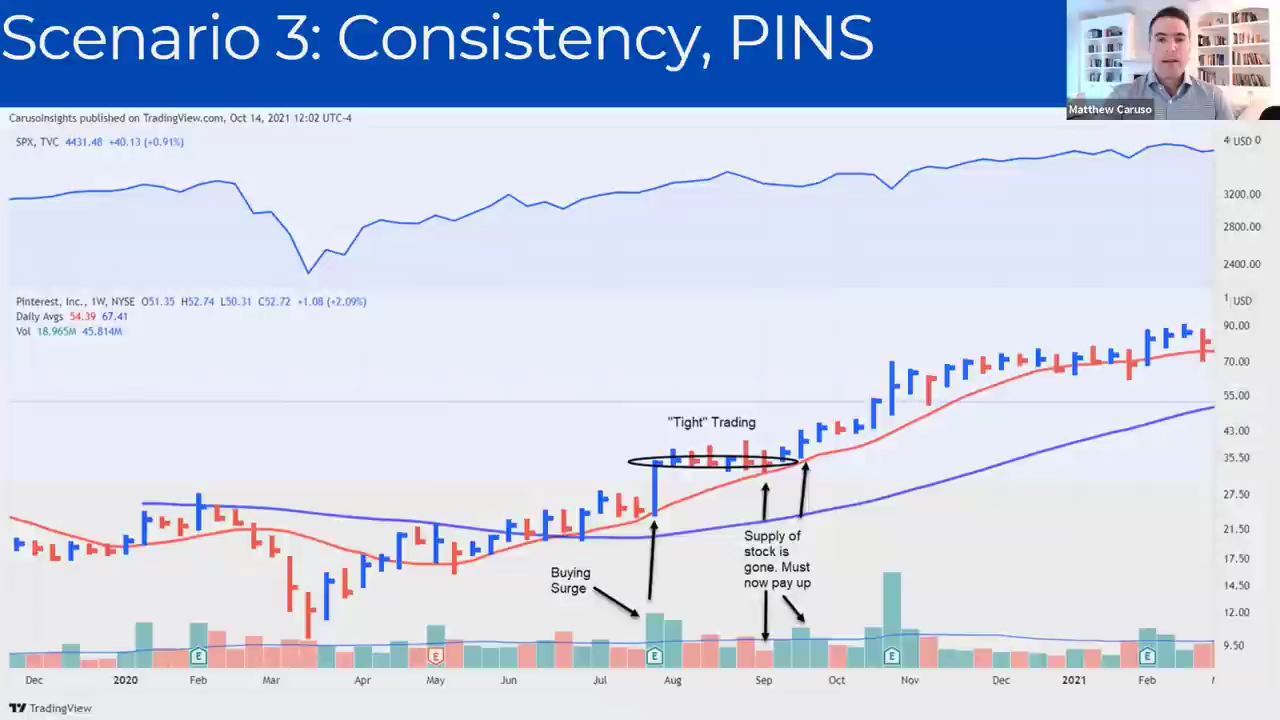 Scenario 3: Consistency, PINS
Matthew Caruso
CarusoInsights published on TradingView.com, Oct 14, 2021 12:02 UTC-4
SPX, TVC 4431.48 +40.13 (+0.91%)
USD
3200.00
2800.00
2400.00
Pinterest, Inc., 1W, NYSE O51.35 H52.74 L50.31 C52.72 +1.08 (+2.09%)
Daily Avgs 54.39 67.41
Vol 18.965M 45.814M
USD
90.00
70.00
55.00
43.00
35.50
27.50
21.50
17.50
14.50
12.00
9.50
"Tight" Trading
Buying
Surge
Supply of
stock is
gone. Must
now pay up
E
E
E
E
E
Dec 2020 Feb Mar Apr May Jun Jul Aug Sep Oct Nov Dec 2021 Feb
TradingView